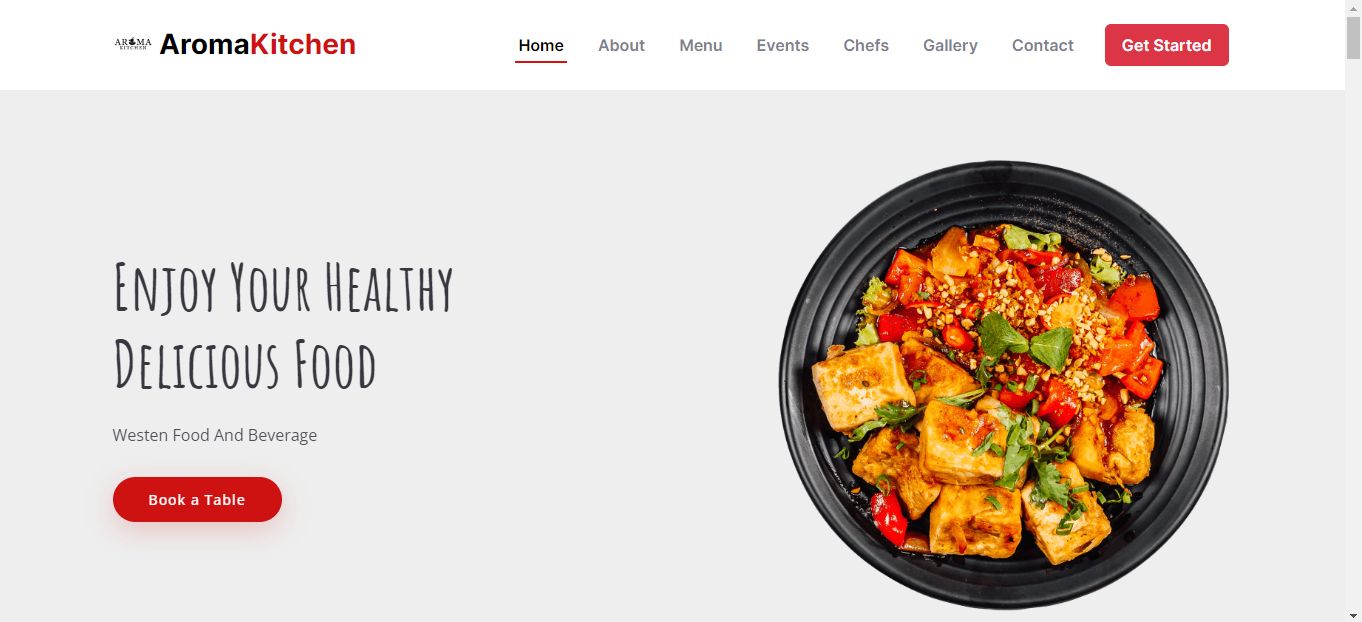 AROMA
KITCHEN
AromaKitchen
Home About Menu Events Chefs Gallery Contact Get Started
Enjoy Your Healthy
Delicious Food
Westen Food And Beverage
Book a Table